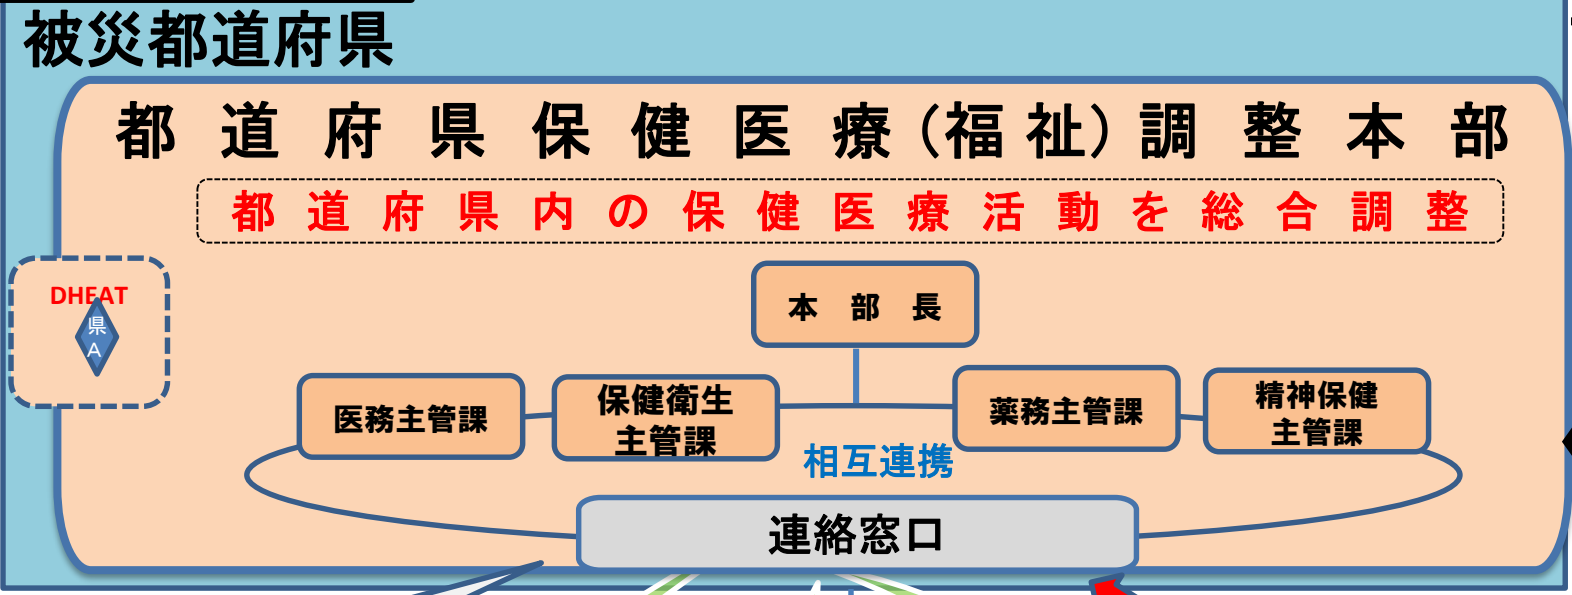 被災都道府県
都道府県保健医療(福祉)調整本部
都道府県内の保健医療活動を総合調整
DHEAT
県
A
本部長
医務主管課
保健衛生
主管課
薬務主管課
精神保健
主管課
相互連携
連絡窓口